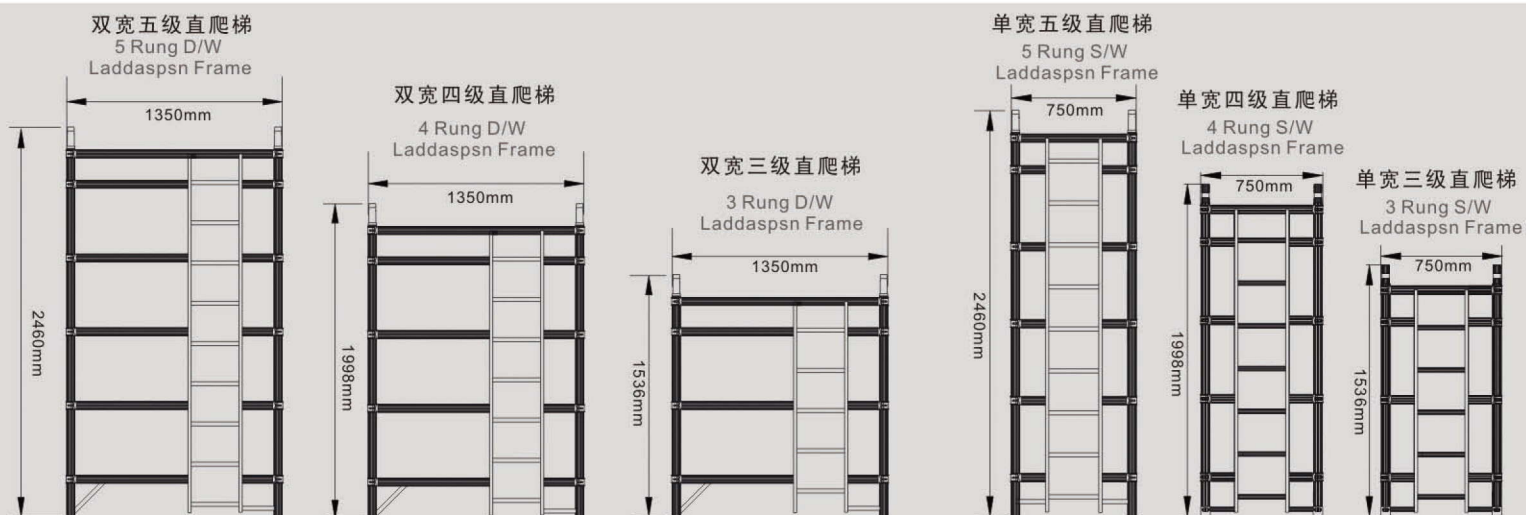 双宽五级直爬梯
5 Rung D/W
Laddaspsn Frame
1350mm
2460mm
双宽四级直爬梯
4 Rung D/W
Laddaspsn Frame
1350mm
1998mm
双宽三级直爬梯
3 Rung D/W
Laddaspsn Frame
1350mm
1536mm
单宽五级直爬梯
5 Rung S/W
Laddaspsn Frame
750mm
2460mm
单宽四级直爬梯
4 Rung S/W
Laddaspsn Frame
750mm
1998mm
单宽三级直爬梯
3 Rung S/W
Laddaspsn Frame
750mm
1536mm